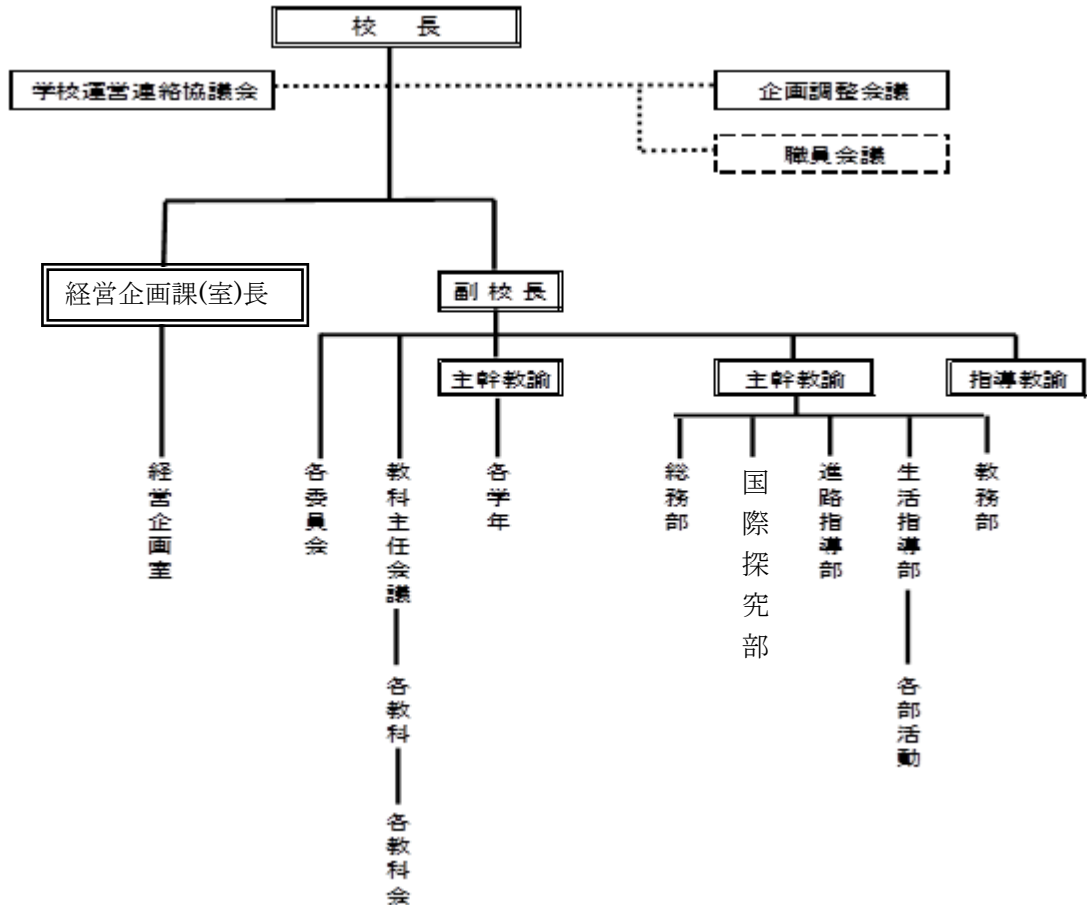 校 長
学校運営連絡協議会
企画調整会議
職員会議
経営企画課(室)長
副校長
主幹教諭
主幹教諭
指導教諭
経営企画室
各委員会
教科主任会議
各学年
総務部
国際探究部
進路指導部
生活指導部
教務部
各教科
各部活動
各教科会